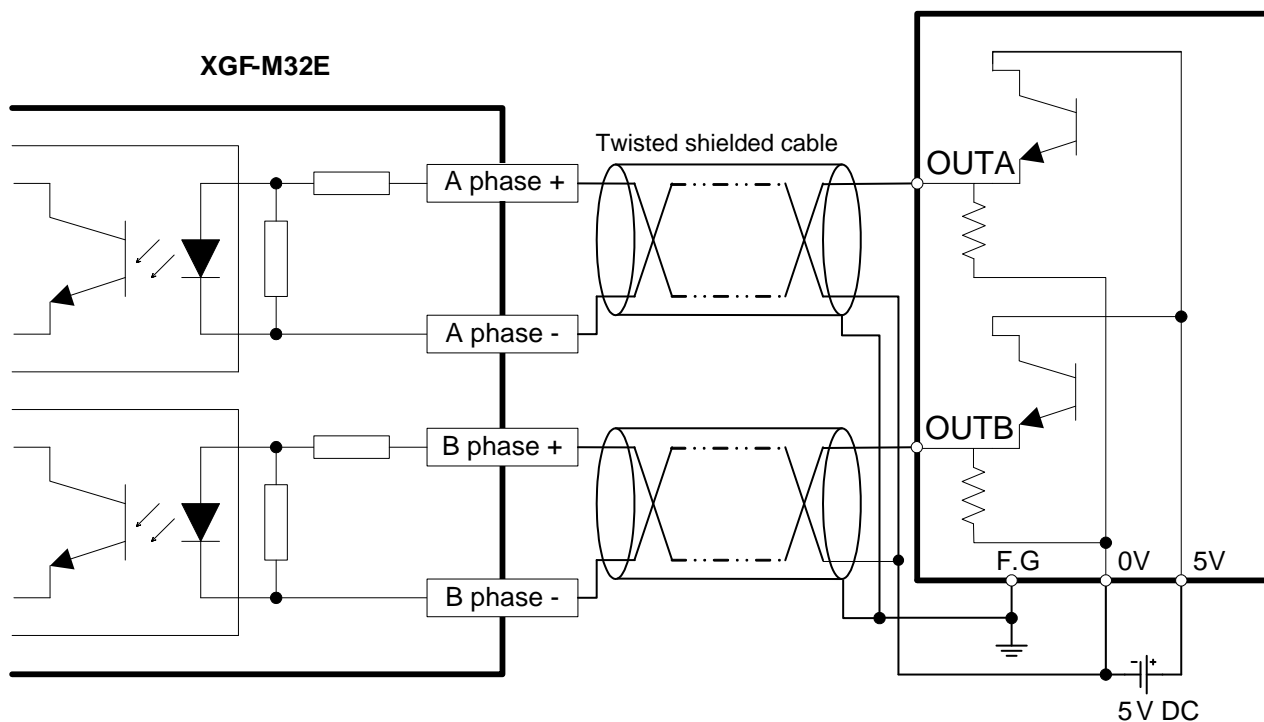 XGF-M32E
Twisted shielded cable
A phase +
OUTA
A phase -
B phase +
OUTB
B phase -
F.G
0V
5V
- +
5V DC